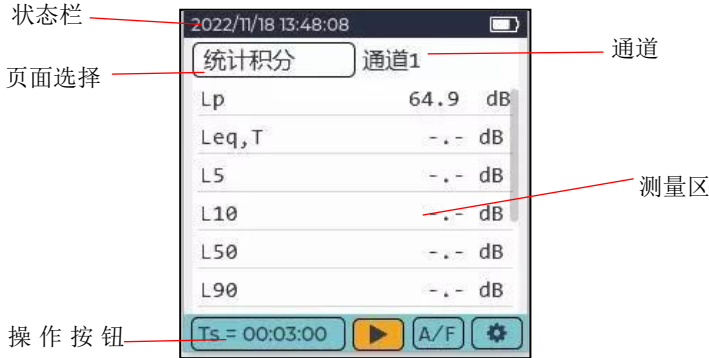 状态栏
2022/11/18 13:48:08
统计积分 通道1
通道
页面选择
Lp 64.9 dB
Leq,T -.- dB
L5 -.- dB
测量区
L10 -.- dB
L50 -.- dB
L90 -.- dB
操作按钮
Ts = 00:03:00 A/F